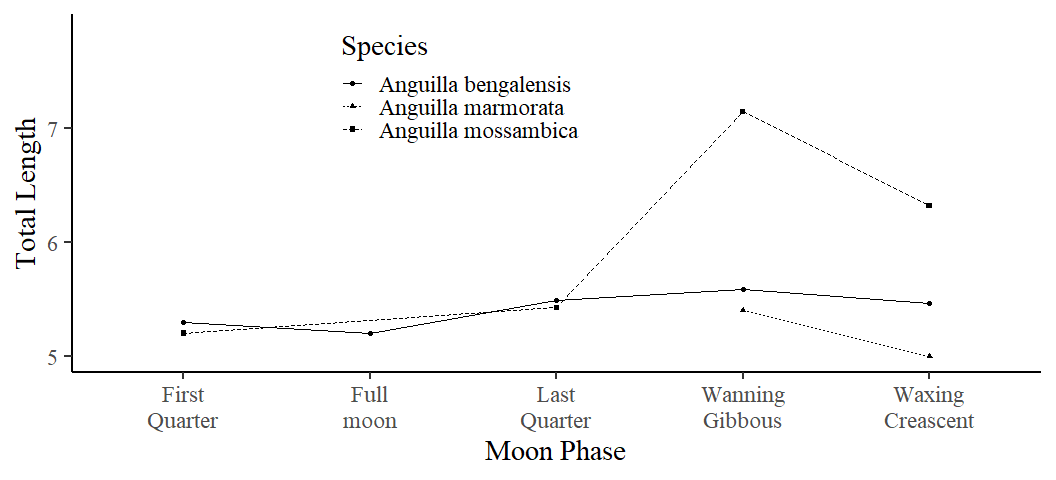 Species
Anguilla bengalensis
Anguilla marmorata
Anguilla mossambica
Total Length
7
6
5
First
Quarter
Full
moon
Last
Quarter
Wanning
Gibbous
Waxing
Creascent
Moon Phase